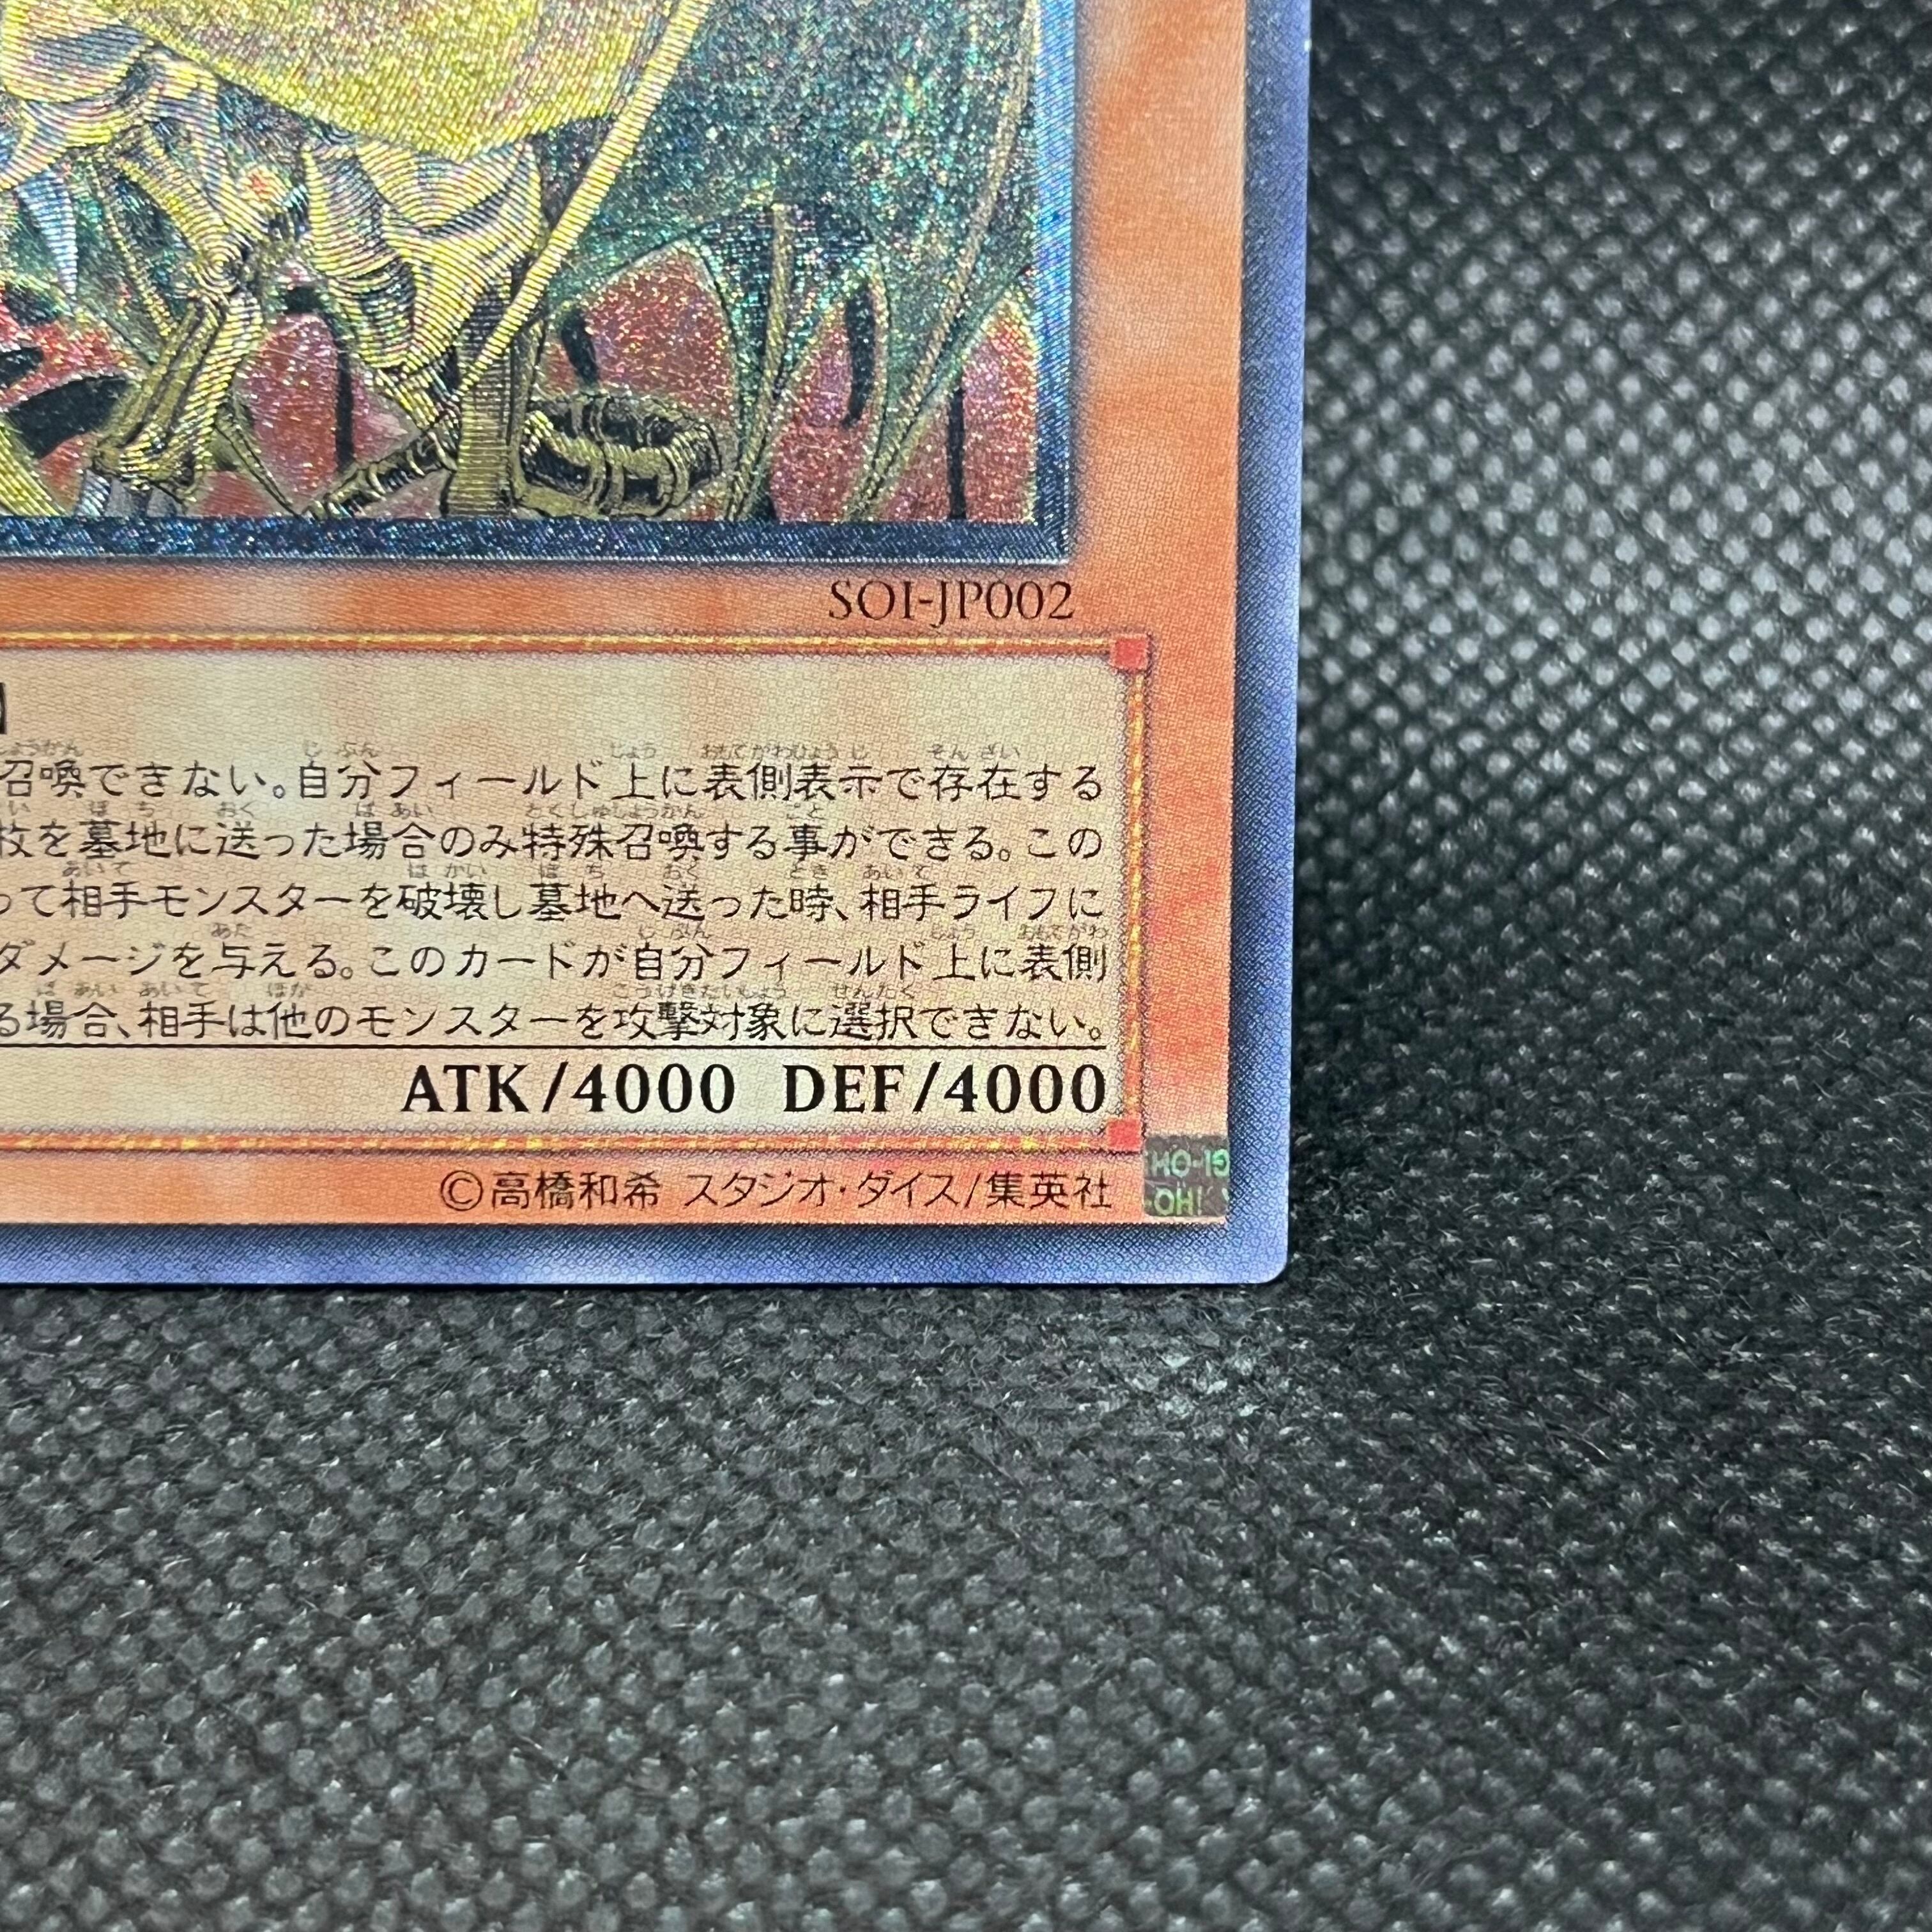 SOI-JP002
召喚できない。自分フィールド上に表側表示で存在する
枚を墓地に送った場合のみ特殊召喚する事ができる。この
って相手モンスターを破壊し墓地へ送った時、相手ライフに
ダメージを与える。このカードが自分フィールド上に表側
る場合、相手は他のモンスターを攻撃対象に選択できない。
ATK/4000 DEF/4000
©高橋和希 スタジオ・ダイス/集英社